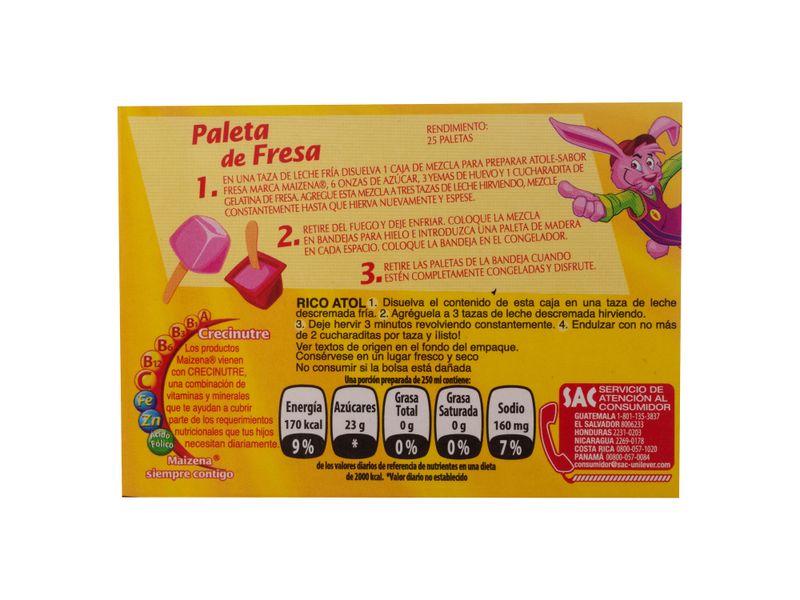 Paleta
de Fresa
RENDIMIENTO:
25 PALETAS
1. EN UNA TAZA DE LECHE FRÍA DISUELVA 1 CAJA DE MEZCLA PARA PREPARAR ATOLE-SABOR
FRESA MARCA MAIZENA®, 6 ONZAS DE AZÚCAR, 3 YEMAS DE HUEVO Y 1 CUCHARADITA DE
GELATINA DE FRESA. AGREGUE ESTA MEZCLA A TRES TAZAS DE LECHE HIRVIENDO, MEZCLE
CONSTANTEMENTE HASTA QUE HIERVA NUEVAMENTE Y ESPESE.
2. RETIRE DEL FUEGO Y DEJE ENFRIAR. COLOQUE LA MEZCLA
EN BANDEJAS PARA HIELO E INTRODUZCA UNA PALETA DE MADERA
EN CADA ESPACIO. COLOQUE LA BANDEJA EN EL CONGELADOR.
3. RETIRE LAS PALETAS DE LA BANDEJA CUANDO
ESTÉN COMPLETAMENTE CONGELADAS Y DISFRUTE.
RICO ATOL 1. Disuelva el contenido de esta caja en una taza de leche
descremada fría. 2. Agréguela a 3 tazas de leche descremada hirviendo.
3. Deje hervir 3 minutos revolviendo constantemente. 4. Endulzar con no más
de 2 cucharaditas por taza y ¡listo!
Ver textos de origen en el fondo del empaque.
Consérvese en un lugar fresco y seco
No consumir si la bolsa está dañada
A
B1
B3
B2
B6
B12
C
Fe
Zn
Ácido
Fólico
Crecinutre
Los productos
Maizena® vienen
con CRECINUTRE,
una combinación de
vitaminas y minerales
que te ayudan a cubrir
parte de los requerimientos
nutricionales que tus hijos
necesitan diariamente.
Maizena®
siempre contigo
Una porción preparada de 250 ml contiene:
Energía
170 kcal
9%
Azúcares
23 g
*
Grasa
Total
0 g
0%
Grasa
Saturada
0 g
0%
Sodio
160 mg
7%
de los valores diarios de referencia de nutrientes en una dieta
de 2000 kcal. *Valor diario no establecido
SAC SERVICIO DE
ATENCIÓN AL
CONSUMIDOR
GUATEMALA 1-801-135-3837
EL SALVADOR 8006233
HONDURAS 2231-0203
NICARAGUA 2269-0178
COSTA RICA 0800-057-1020
PANAMÁ 00800-057-0084
consumidor@sac-unilever.com